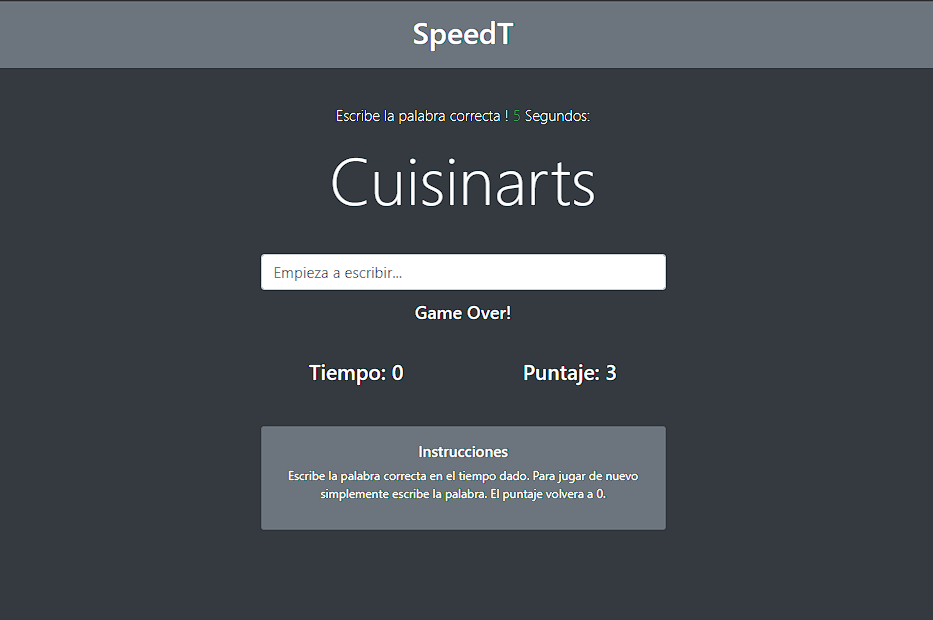 SpeedT
Escribe la palabra correcta ! 5 Segundos:
Cuisinarts
Empieza a escribir...
Game Over!
Tiempo: 0
Puntaje: 3
Instrucciones
Escribe la palabra correcta en el tiempo dado. Para jugar de nuevo
simplemente escribe la palabra. El puntaje volvera a 0.